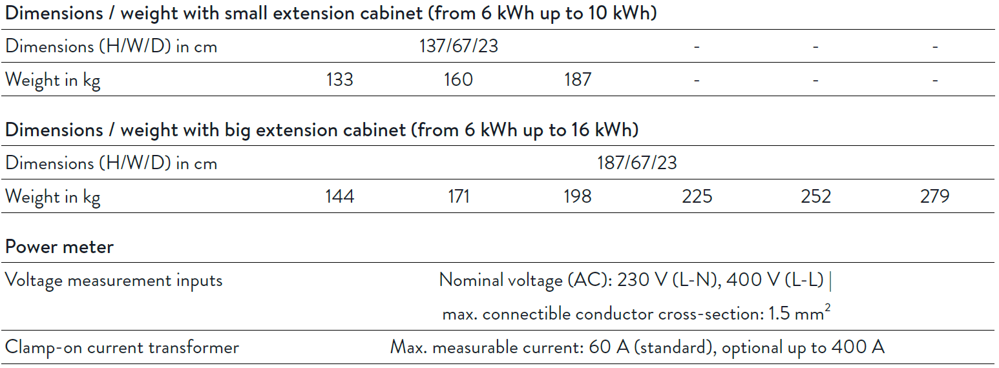 Dimensions / weight with small extension cabinet (from 6 kWh up to 10 kWh)
Dimensions (H/W/D) in cm 137/67/23 - - -
Weight in kg 133 160 187 - - -
Dimensions / weight with big extension cabinet (from 6 kWh up to 16 kWh)
Dimensions (H/W/D) in cm 187/67/23
Weight in kg 144 171 198 225 252 279
Power meter
Voltage measurement inputs Nominal voltage (AC): 230 V (L-N), 400 V (L-L) |
max. connectible conductor cross-section: 1.5 mm²
Clamp-on current transformer Max. measurable current: 60 A (standard), optional up to 400 A